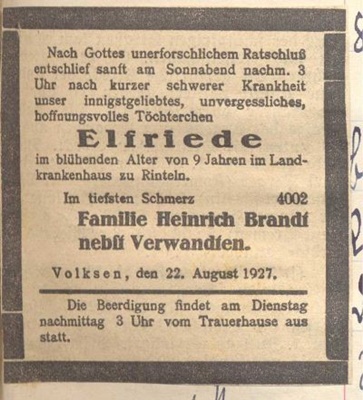 Nach Gottes unerforschlichem Ratschluß
entschlief sanft am Sonnabend nachm. 3
Uhr nach kurzer schwerer Krankheit
unser innigstgeliebtes, unvergessliches,
hoffnungsvolles Töchterchen
Elfriede
im blühenden Alter von 9 Jahren im Land-
krankenhaus zu Rinteln.
Im tiefsten Schmerz 4002
Familie Heinrich Brandt
nebst Verwandten.
Volksen, den 22. August 1927.
Die Beerdigung findet am Dienstag
nachmittag 3 Uhr vom Trauerhause aus
statt.